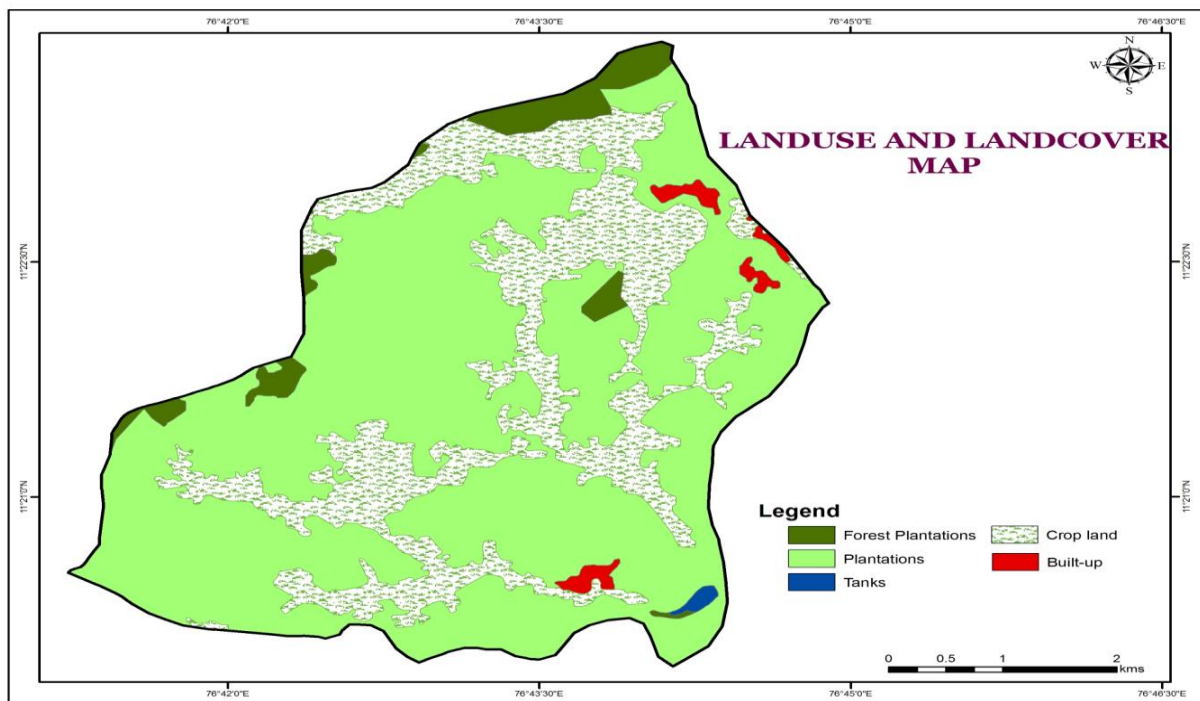 76°42'0"E 76°43'30"E 76°45'0"E 76°46'30"E
N
W E
S
LANDUSE AND LANDCOVER
MAP
11°22'30"N 11°22'30"N
11°21'0"N 11°21'0"N
Legend
Forest Plantations Crop land
Plantations Built-up
Tanks
0 0.5 1 2
kms
76°42'0"E 76°43'30"E 76°45'0"E 76°46'30"E